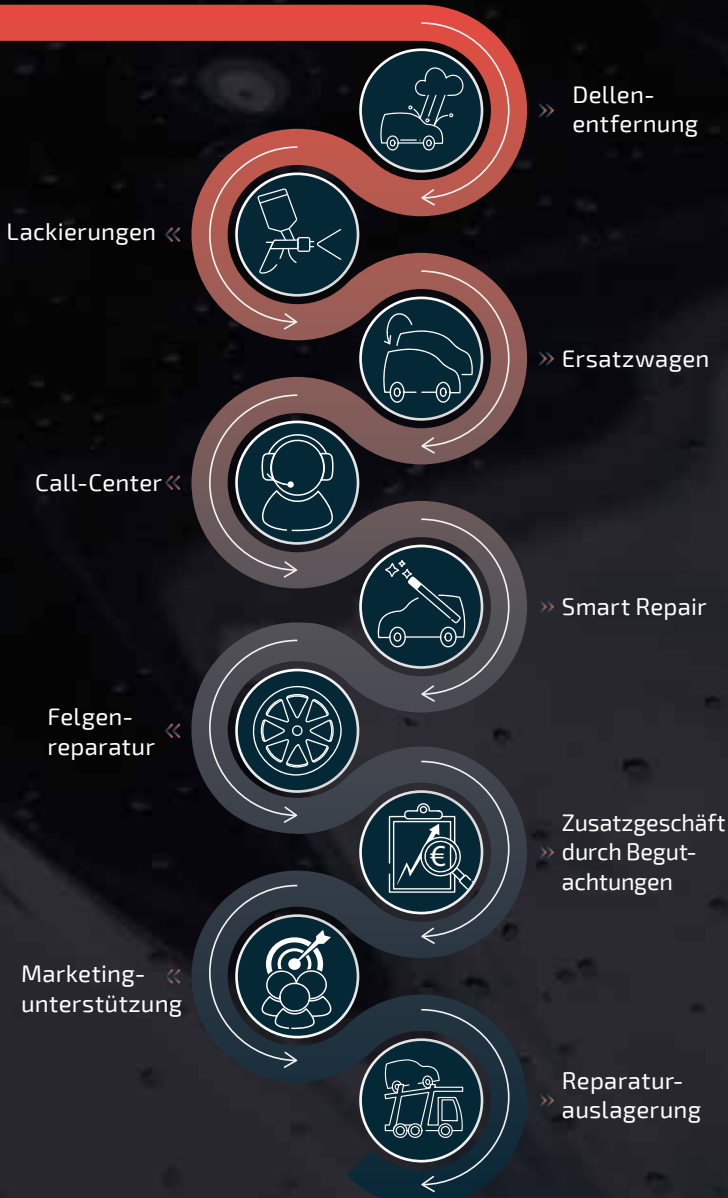 Dellen-
entfernung
Lackierungen
Ersatzwagen
Call-Center
Smart Repair
Felgen-
reparatur
Zusatzgeschäft
durch Begut-
achtungen
Marketing-
unterstützung
Reparatur-
auslagerung